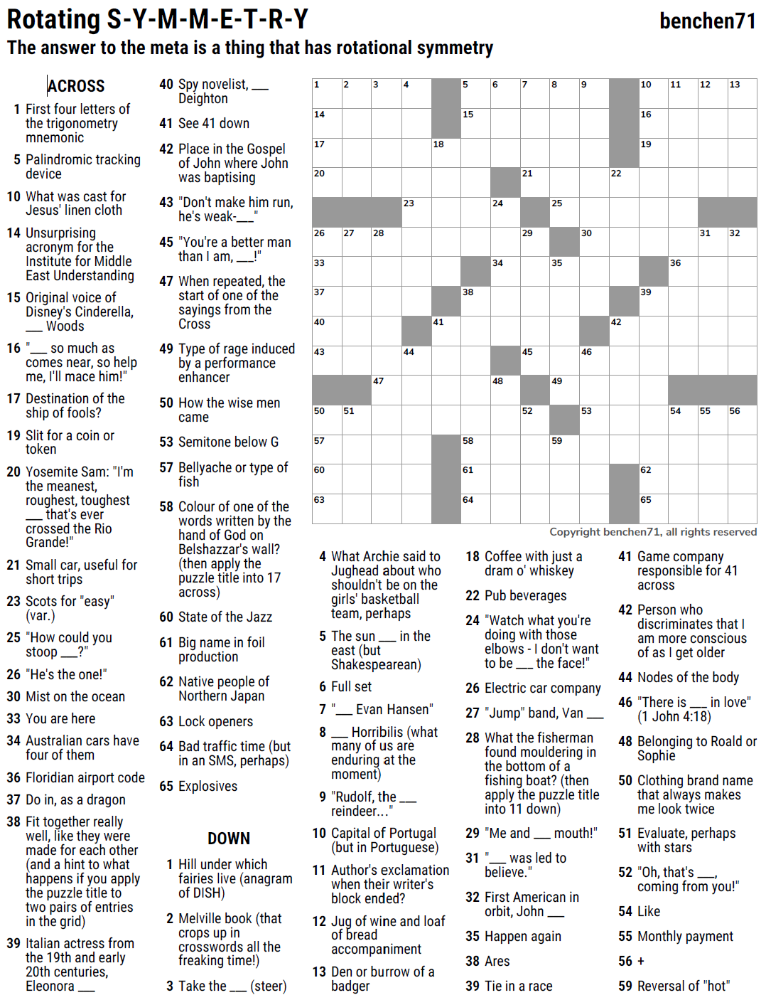 Rotating S-Y-M-M-E-T-R-Y
benchen71
The answer to the meta is a thing that has rotational symmetry
ACROSS
1 First four letters of
the trigonometry
mnemonic
5 Palindromic tracking
device
10 What was cast for
Jesus' linen cloth
14 Unsurprising
acronym for the
Institute for Middle
East Understanding
15 Original voice of
Disney's Cinderella,
___ Woods
16 "___ so much as
comes near, so help
me, I'll mace him!"
17 Destination of the
ship of fools?
19 Slit for a coin or
token
20 Yosemite Sam: "I'm
the meanest,
roughest, toughest
___ that's ever
crossed the Rio
Grande!"
21 Small car, useful for
short trips
23 Scots for "easy"
(var.)
25 "How could you
stoop ___?"
26 "He's the one!"
30 Mist on the ocean
33 You are here
34 Australian cars have
four of them
36 Floridian airport code
37 Do in, as a dragon
38 Fit together really
well, like they were
made for each other
(and a hint to what
happens if you apply
the puzzle title to
two pairs of entries
in the grid)
39 Italian actress from
the 19th and early
20th centuries,
Eleonora ___
40 Spy novelist, ___
Deighton
41 See 41 down
42 Place in the Gospel
of John where John
was baptising
43 "Don't make him run,
he's weak-___"
45 "You're a better man
than I am, ___!"
47 When repeated, the
start of one of the
sayings from the
Cross
49 Type of rage induced
by a performance
enhancer
50 How the wise men
came
53 Semitone below G
57 Bellyache or type of
fish
58 Colour of one of the
words written by the
hand of God on
Belshazzar's wall?
(then apply the
puzzle title into 17
across)
60 State of the Jazz
61 Big name in foil
production
62 Native people of
Northern Japan
63 Lock openers
64 Bad traffic time (but
in an SMS, perhaps)
65 Explosives
DOWN
1 Hill under which
fairies live (anagram
of DISH)
2 Melville book (that
crops up in
crosswords all the
freaking time!)
3 Take the ___ (steer)
1 2 3 4 5 6 7 8 9 10 11 12 13
14 15 16
17 18 19
20 21 22
23 24 25
26 27 28 29 30 31 32
33 34 35 36
37 38 39
40 41 42
43 44 45 46
47 48 49
50 51 52 53 54 55 56
57 58 59
60 61 62
63 64 65
Copyright benchen71, all rights reserved
4 What Archie said to
Jughead about who
shouldn't be on the
girls' basketball
team, perhaps
5 The sun ___ in the
east (but
Shakespearean)
6 Full set
7 "___ Evan Hansen"
8 ___ Horribilis (what
many of us are
enduring at the
moment)
9 "Rudolf, the ___
reindeer..."
10 Capital of Portugal
(but in Portuguese)
11 Author's exclamation
when their writer's
block ended?
12 Jug of wine and loaf
of bread
accompaniment
13 Den or burrow of a
badger
18 Coffee with just a
dram o' whiskey
22 Pub beverages
24 "Watch what you're
doing with those
elbows - I don't want
to be ___ the face!"
26 Electric car company
27 "Jump" band, Van ___
28 What the fisherman
found mouldering in
the bottom of a
fishing boat? (then
apply the puzzle title
into 11 down)
29 "Me and ___ mouth!"
31 "___ was led to
believe."
32 First American in
orbit, John ___
35 Happen again
38 Ares
39 Tie in a race
41 Game company
responsible for 41
across
42 Person who
discriminates that I
am more conscious
of as I get older
44 Nodes of the body
46 "There is ___ in love"
(1 John 4:18)
48 Belonging to Roald or
Sophie
50 Clothing brand name
that always makes
me look twice
51 Evaluate, perhaps
with stars
52 "Oh, that's ___,
coming from you!"
54 Like
55 Monthly payment
56 +
59 Reversal of "hot"